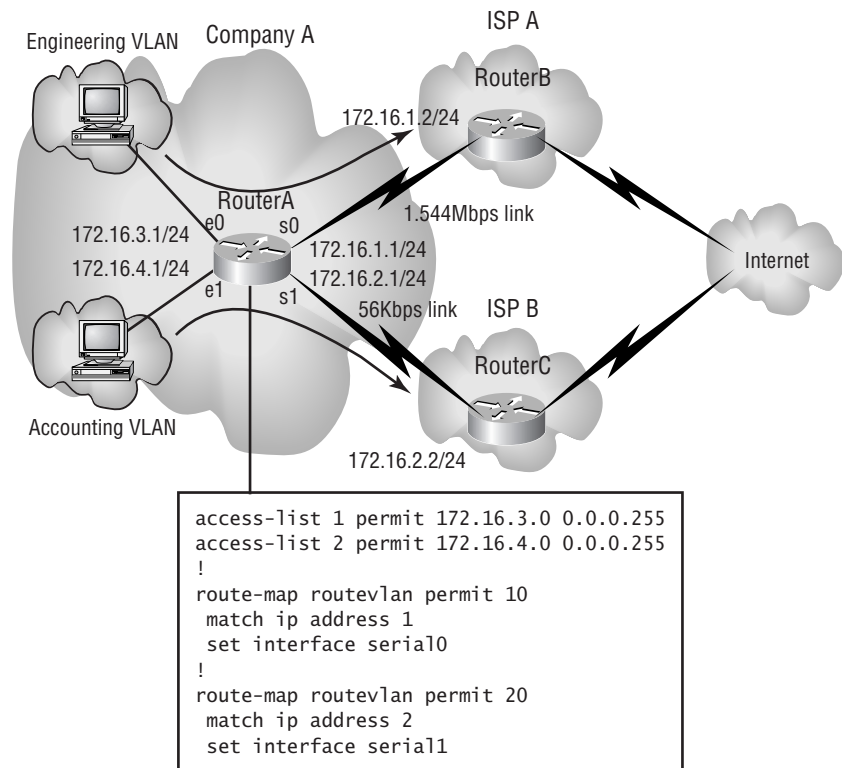 Engineering VLAN
Company A
ISP A
RouterB
172.16.1.2/24
RouterA
e0
s0
1.544Mbps link
172.16.3.1/24
172.16.1.1/24
172.16.4.1/24
172.16.2.1/24
Internet
e1
s1
56Kbps link
ISP B
RouterC
Accounting VLAN
172.16.2.2/24
access-list 1 permit 172.16.3.0 0.0.0.255
access-list 2 permit 172.16.4.0 0.0.0.255
!
route-map routevlan permit 10
match ip address 1
set interface serial0
!
route-map routevlan permit 20
match ip address 2
set interface serial1